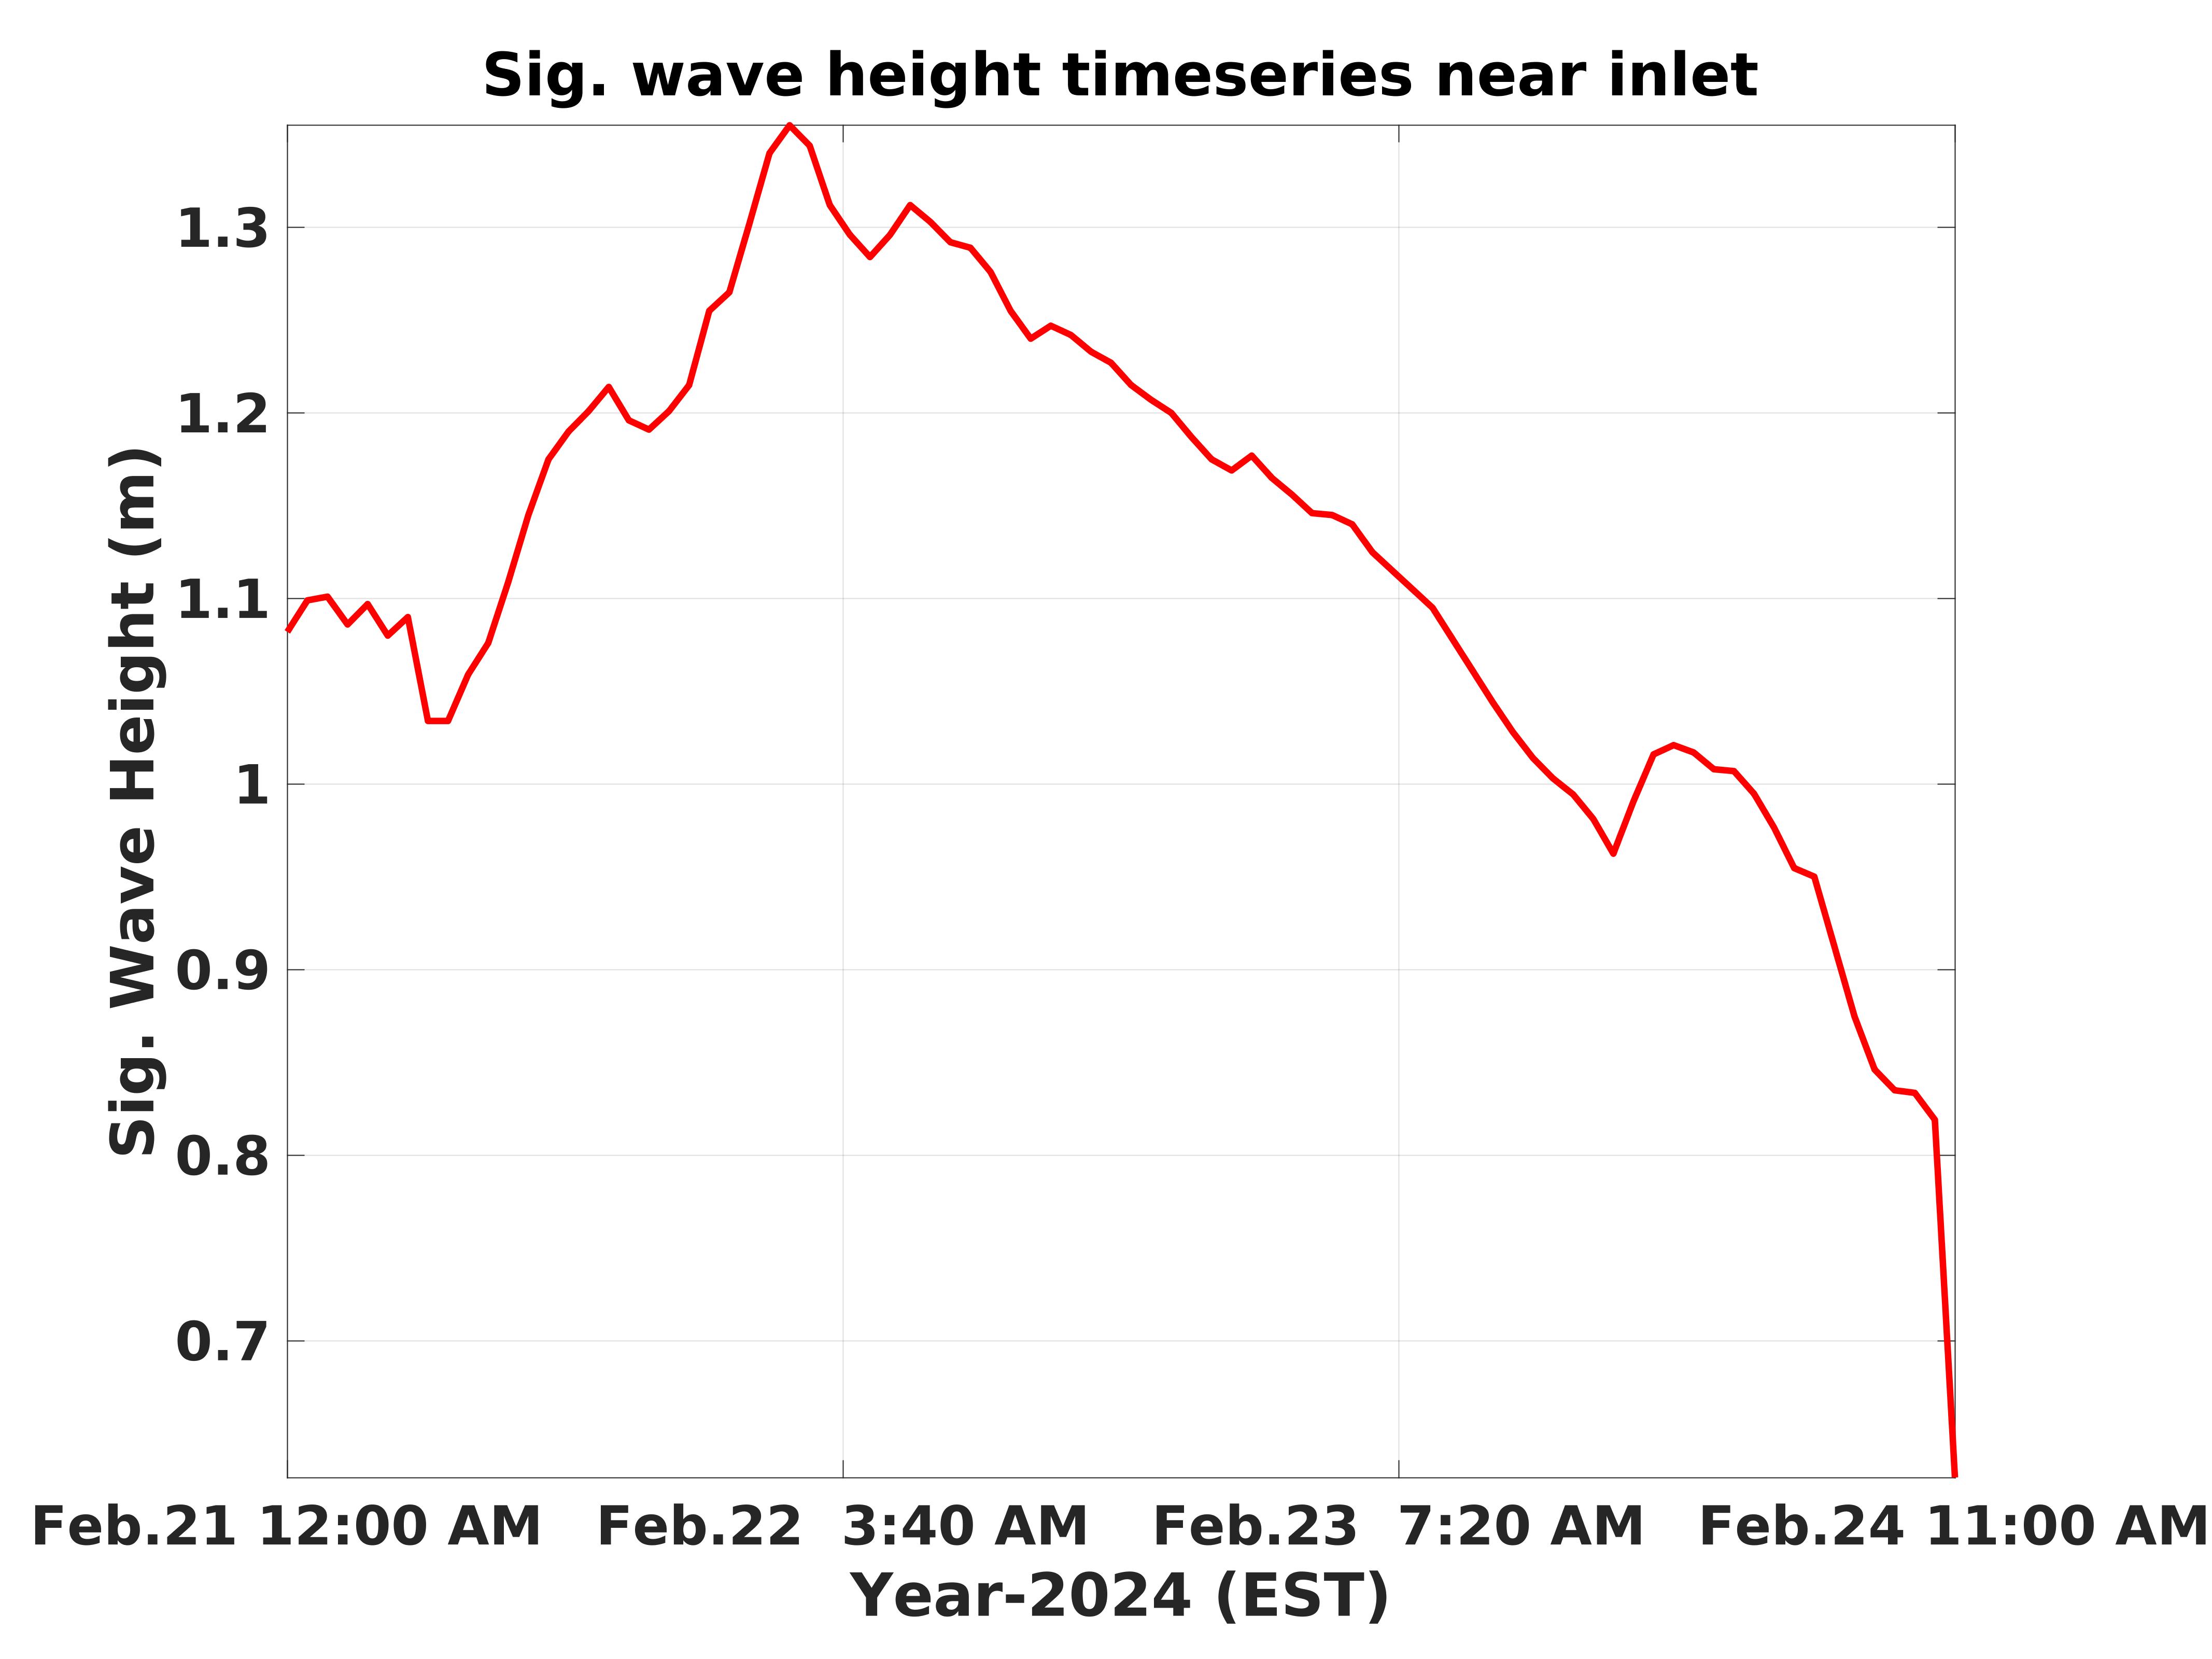 Sig. wave height timeseries near inlet
Sig. Wave Height (m)
1.3
1.2
1.1
1
0.9
0.8
0.7
Feb.21 12:00 AM Feb.22 3:40 AM Feb.23 7:20 AM Feb.24 11:00 AM
Year-2024 (EST)